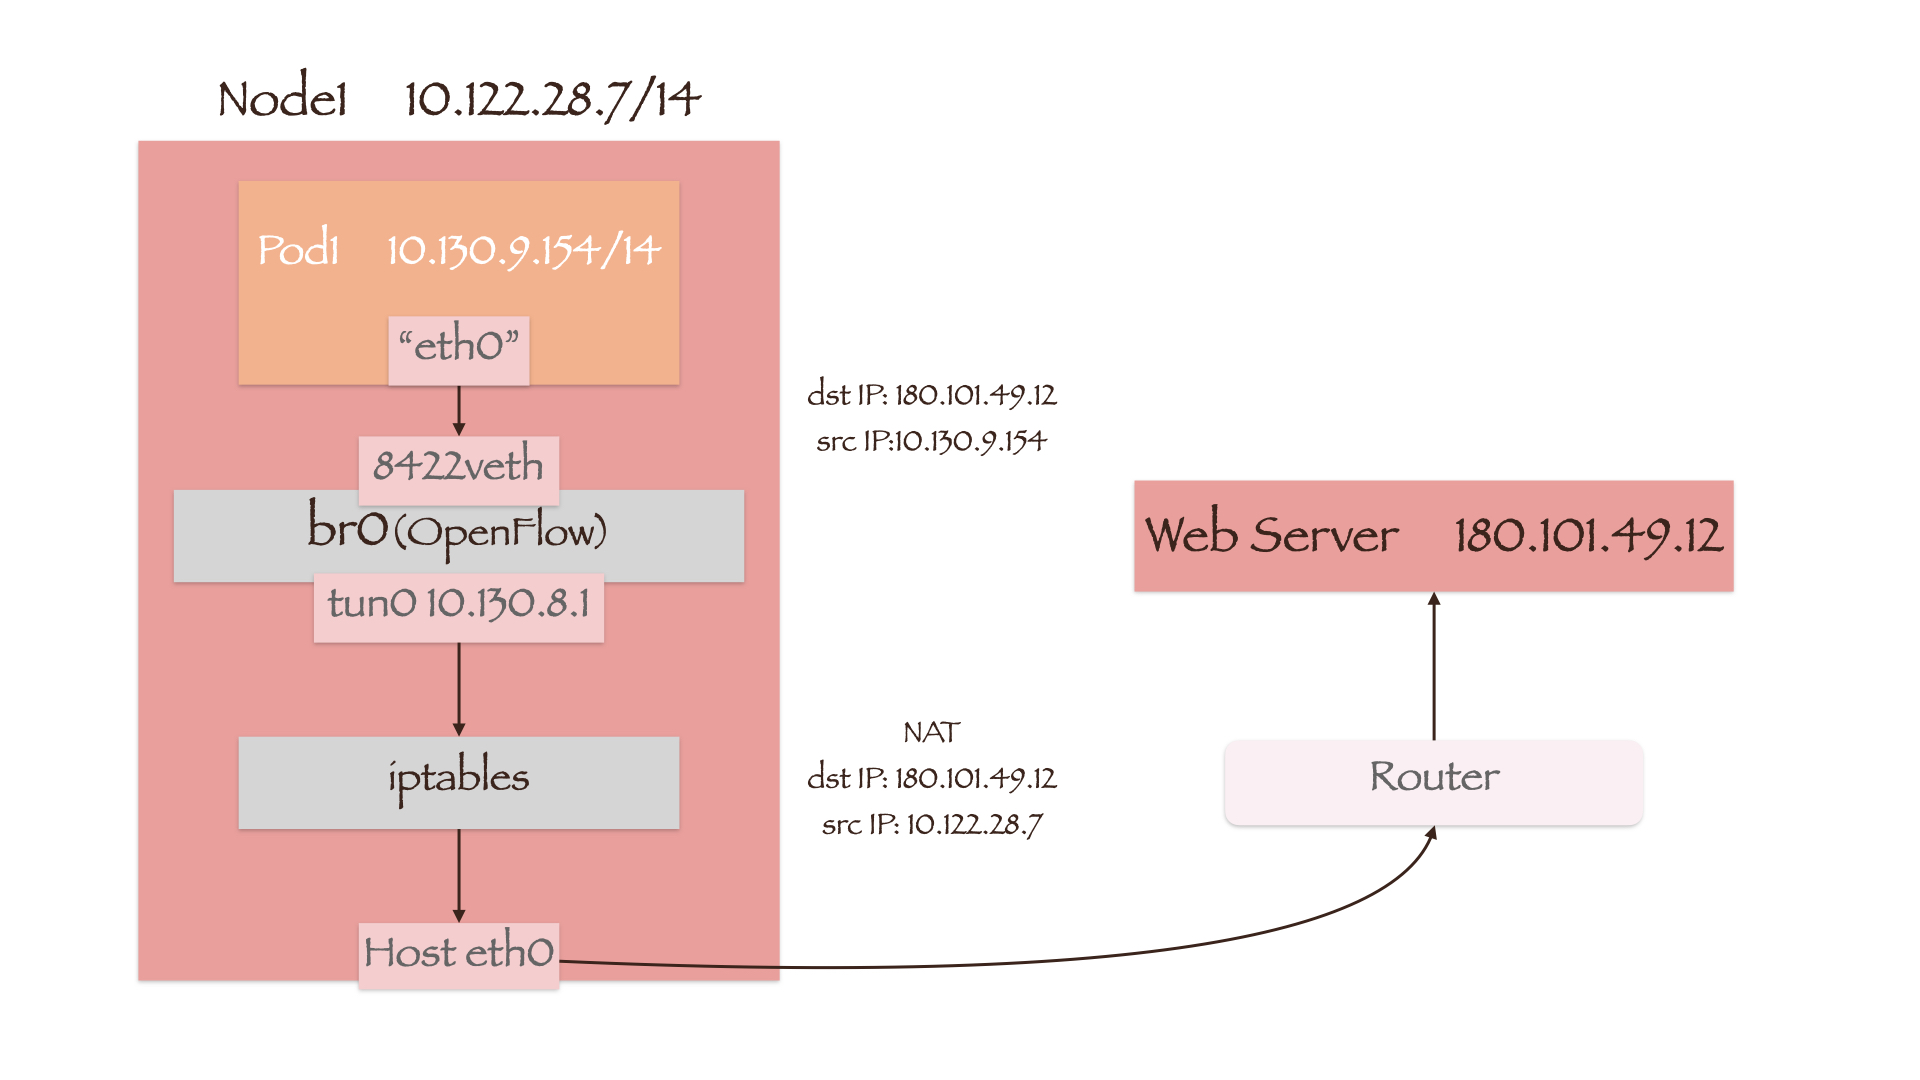 Node1 10.122.28.7/14
Pod1 10.130.9.154/14
“eth0”
8422veth
br0(OpenFlow)
tun0 10.130.8.1
iptables
Host eth0
dst IP: 180.101.49.12
src IP:10.130.9.154
NAT
dst IP: 180.101.49.12
src IP: 10.122.28.7
Web Server 180.101.49.12
Router